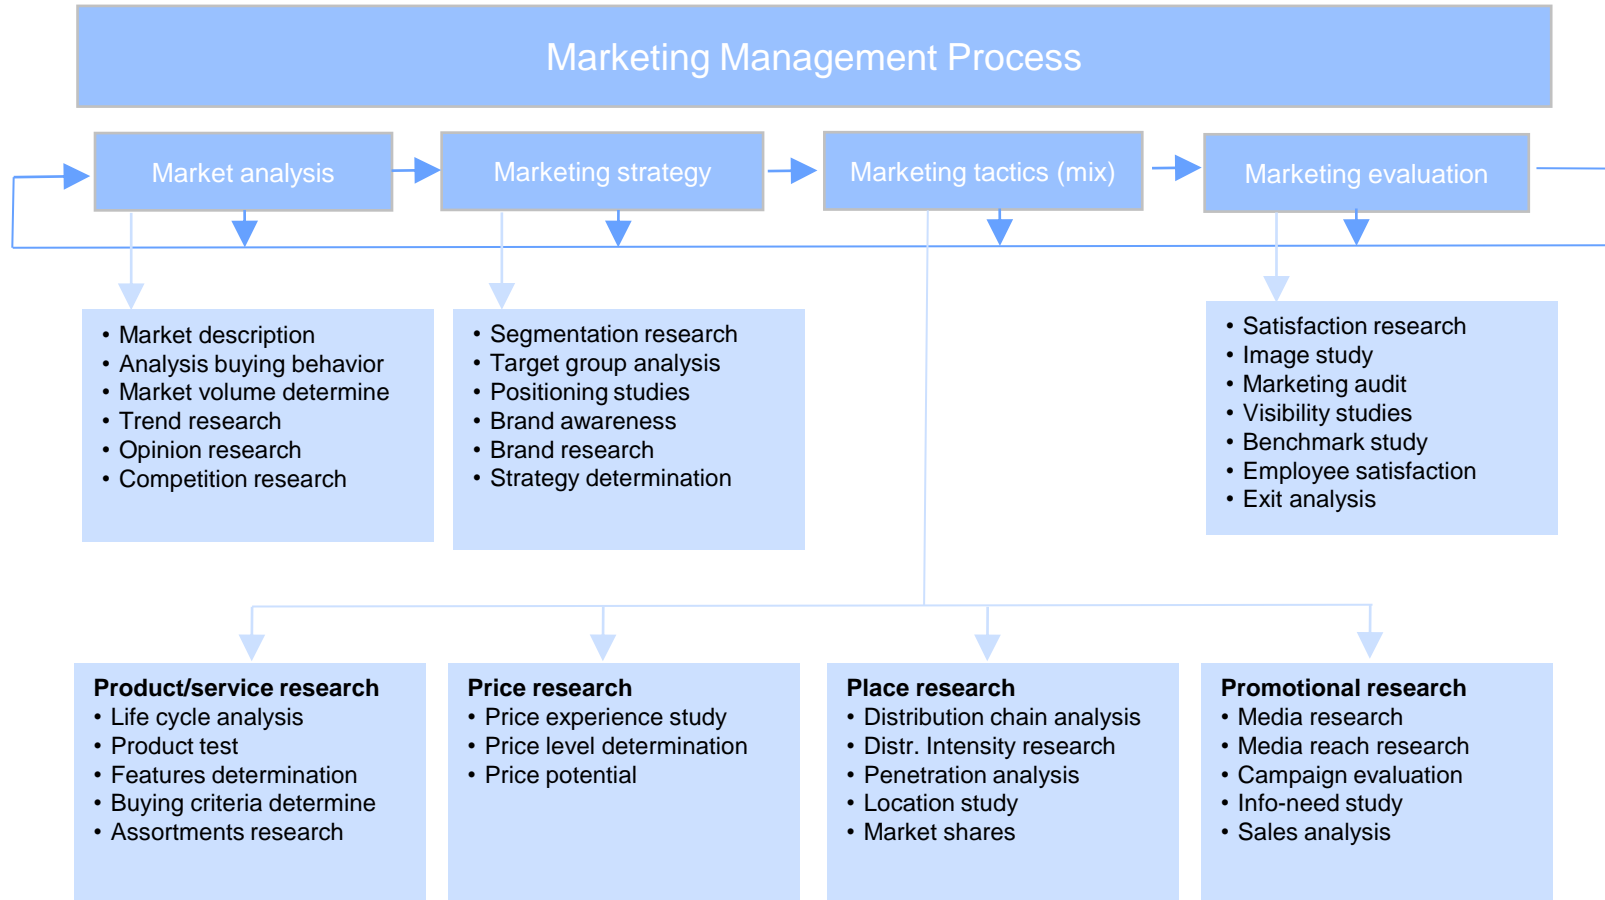 Marketing Management Process
Market analysis
Marketing strategy
Marketing tactics (mix)
Marketing evaluation
• Market description
• Analysis buying behavior
• Market volume determine
• Trend research
• Opinion research
• Competition research
• Segmentation research
• Target group analysis
• Positioning studies
• Brand awareness
• Brand research
• Strategy determination
• Satisfaction research
• Image study
• Marketing audit
• Visibility studies
• Benchmark study
• Employee satisfaction
• Exit analysis
Product/service research
• Life cycle analysis
• Product test
• Features determination
• Buying criteria determine
• Assortments research
Price research
• Price experience study
• Price level determination
• Price potential
Place research
• Distribution chain analysis
• Distr. Intensity research
• Penetration analysis
• Location study
• Market shares
Promotional research
• Media research
• Media reach research
• Campaign evaluation
• Info-need study
• Sales analysis